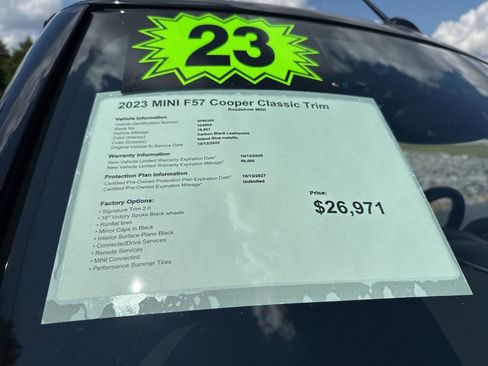 23
2023 MINI F57 Cooper Classic Trim
Roadshow MINI
Vehicle Information
Vehicle Identification Number
Stock No
Vehicle Mileage 18,801
Color (Interior) Carbon Black Leatherette
Color (Exterior) Island Blue metallic
Original Vehicle In-Service Date 10/13/2022
Warranty Information
New Vehicle Limited Warranty Expiration Date* 10/13/2026
New Vehicle Limited Warranty Expiration Mileage* 50,000
Protection Plan Information
Certified Pre-Owned Protection Plan Expiration Date* 10/13/2027
Certified Pre-Owned Expiration Mileage* Unlimited
Factory Options:
• Signature Trim 2.0
• 16" Victory Spoke Black wheels
• Runflat tires
• Mirror Caps in Black
• Interior Surface Piano Black
• ConnectedDrive Services
• Remote Services
• MINI Connected
• Performance Summer Tires
Price:
$26,971